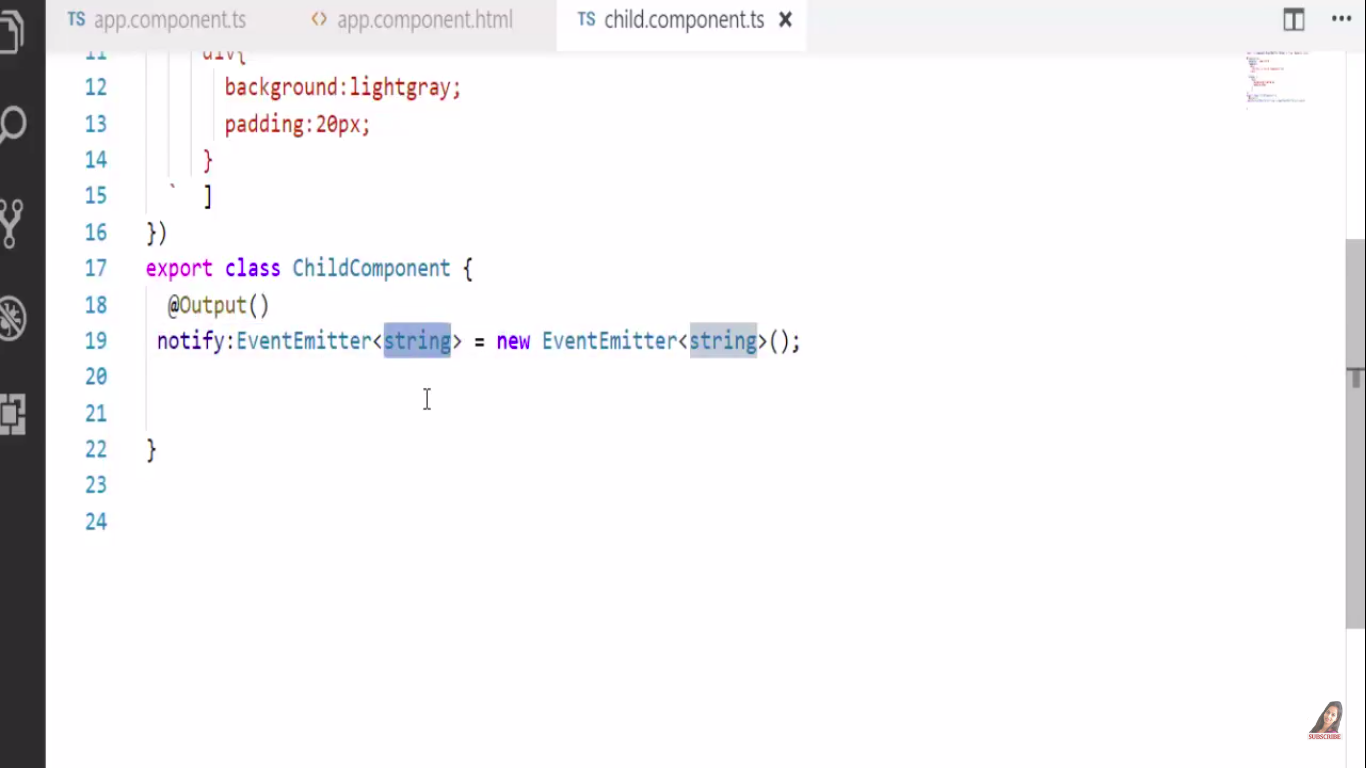 TS app.component.ts <> app.component.html TS child.component.ts ×
11 div{
12 background:lightgray;
13 padding:20px;
14 }
15 ` ]
16 })
17 export class ChildComponent {
18 @Output()
19 notify:EventEmitter<string> = new EventEmitter<string>();
20
21
22 }
23
24
SUBSCRIBE